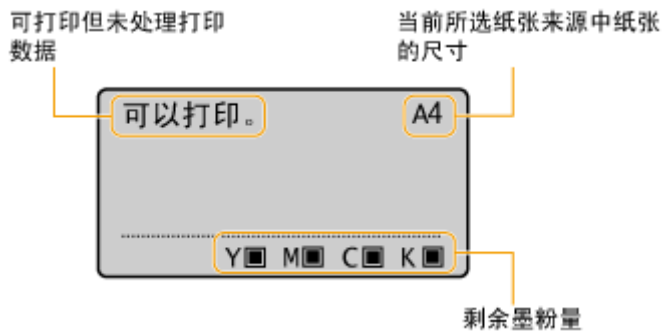 可打印但未处理打印
数据
当前所选纸张来源中纸张
的尺寸
可以打印。
A4
Y M C K
剩余墨粉量